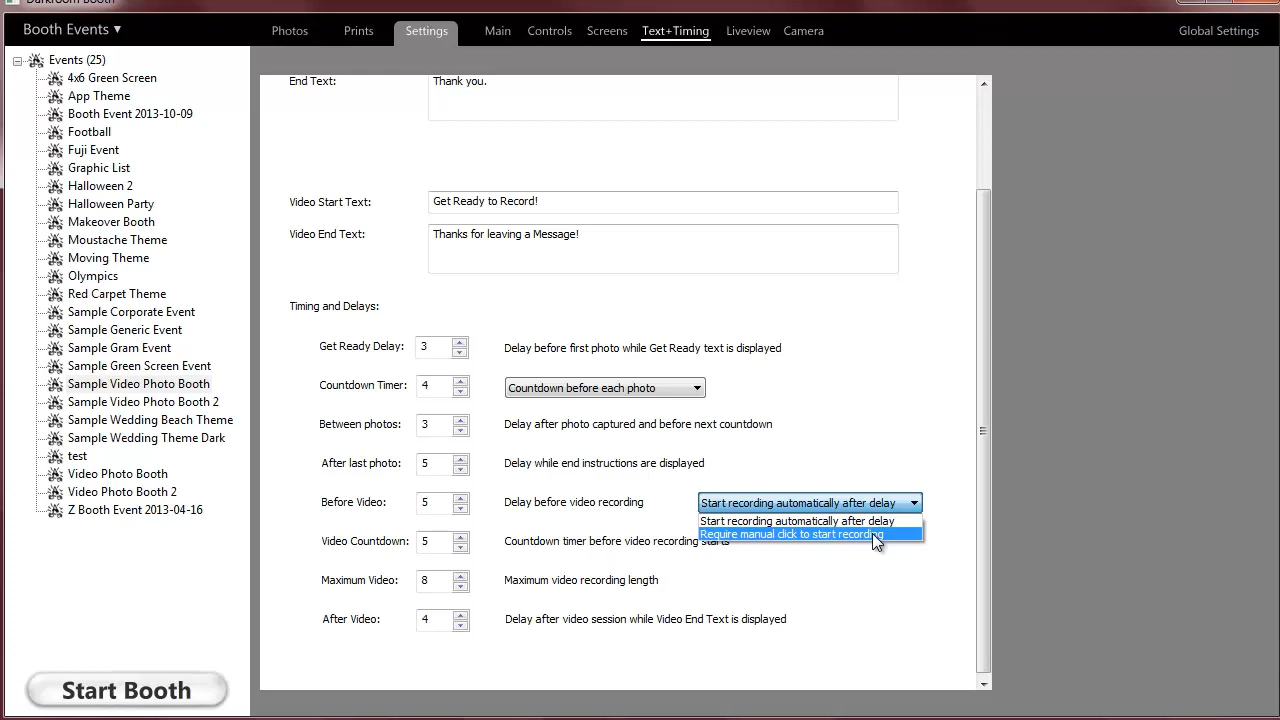 Darkroom Booth
Booth Events ▾
Photos
Prints
Settings
Main
Controls
Screens
Text+Timing
Liveview
Camera
Global Settings
Events (25)
4x6 Green Screen
App Theme
Booth Event 2013-10-09
Football
Fuji Event
Graphic List
Halloween 2
Halloween Party
Makeover Booth
Moustache Theme
Moving Theme
Olympics
Red Carpet Theme
Sample Corporate Event
Sample Generic Event
Sample Gram Event
Sample Green Screen Event
Sample Video Photo Booth
Sample Video Photo Booth 2
Sample Wedding Beach Theme
Sample Wedding Theme Dark
test
Video Photo Booth
Video Photo Booth 2
Z Booth Event 2013-04-16
Start Booth
End Text: Thank you.
Video Start Text: Get Ready to Record!
Video End Text: Thanks for leaving a Message!
Timing and Delays:
Get Ready Delay: 3 Delay before first photo while Get Ready text is displayed
Countdown Timer: 4 Countdown before each photo
Between photos: 3 Delay after photo captured and before next countdown
After last photo: 5 Delay while end instructions are displayed
Before Video: 5 Delay before video recording Start recording automatically after delay
Start recording automatically after delay
Require manual click to start recording
Video Countdown: 5 Countdown timer before video recording starts
Maximum Video: 8 Maximum video recording length
After Video: 4 Delay after video session while Video End Text is displayed